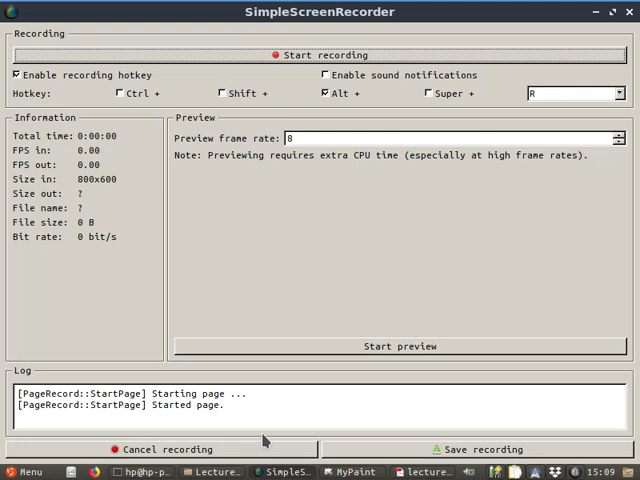 SimpleScreenRecorder
Recording
Start recording
Enable recording hotkey
Enable sound notifications
Hotkey: Ctrl + Shift + Alt + Super + R
Information
Total time: 0:00:00
FPS in: 0.00
FPS out: 0.00
Size in: 800x600
Size out: ?
File name: ?
File size: 0 B
Bit rate: 0 bit/s
Preview
Preview frame rate: 8
Note: Previewing requires extra CPU time (especially at high frame rates).
Start preview
Log
[PageRecord::StartPage] Starting page ...
[PageRecord::StartPage] Started page.
Cancel recording
Save recording
Menu hp@hp-p... Lecture... SimpleS... MyPaint lecture... 15:09